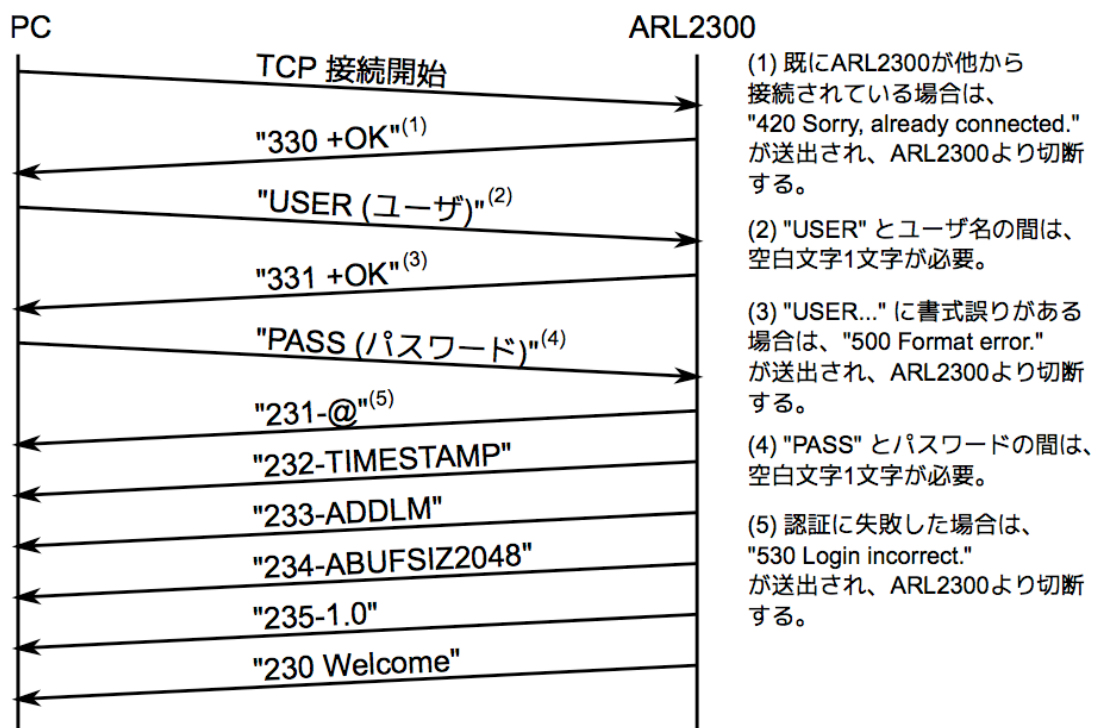 PC
ARL2300
TCP 接続開始
"330 +OK"(1)
"USER (ユーザ)"(2)
"331 +OK"(3)
"PASS (パスワード)"(4)
"231-@"(5)
"232-TIMESTAMP"
"233-ADDLM"
"234-ABUFSIZ2048"
"235-1.0"
"230 Welcome"
(1) 既にARL2300が他から
接続されている場合は、
"420 Sorry, already connected."
が送出され、ARL2300より切断
する。
(2) "USER" とユーザ名の間は、
空白文字1文字が必要。
(3) "USER..." に書式誤りがある
場合は、"500 Format error."
が送出され、ARL2300より切断
する。
(4) "PASS" とパスワードの間は、
空白文字1文字が必要。
(5) 認証に失敗した場合は、
"530 Login incorrect."
が送出され、ARL2300より切断
する。